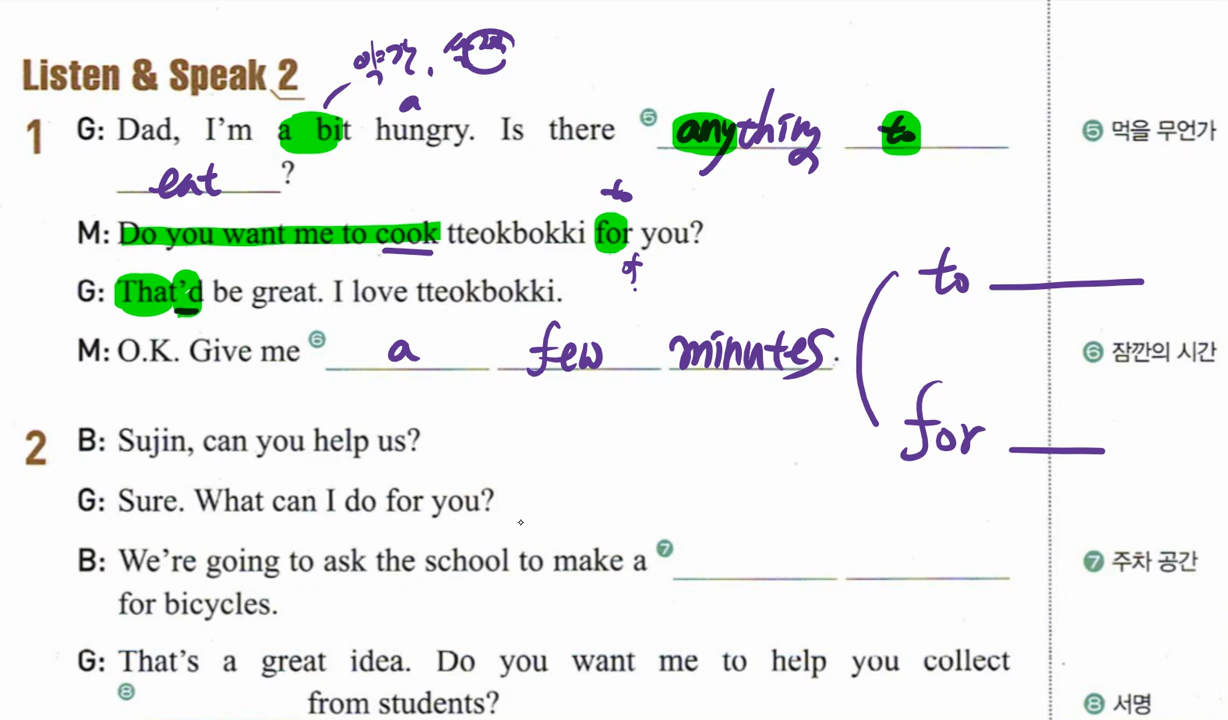 Listen & Speak 2
약간,
a
1 G: Dad, I'm a bit hungry. Is there ⑤ anything to ⑤ 먹을 무언가
eat ?
to
M: Do you want me to cook tteokbokki for you?
of
G: That'd be great. I love tteokbokki.
to
M: O.K. Give me ⑥ a few minutes. ⑥ 잠깐의 시간
for
2 B: Sujin, can you help us?
G: Sure. What can I do for you?
B: We're going to ask the school to make a ⑦ ⑦ 주차 공간
for bicycles.
G: That's a great idea. Do you want me to help you collect
⑧ from students? ⑧ 서명